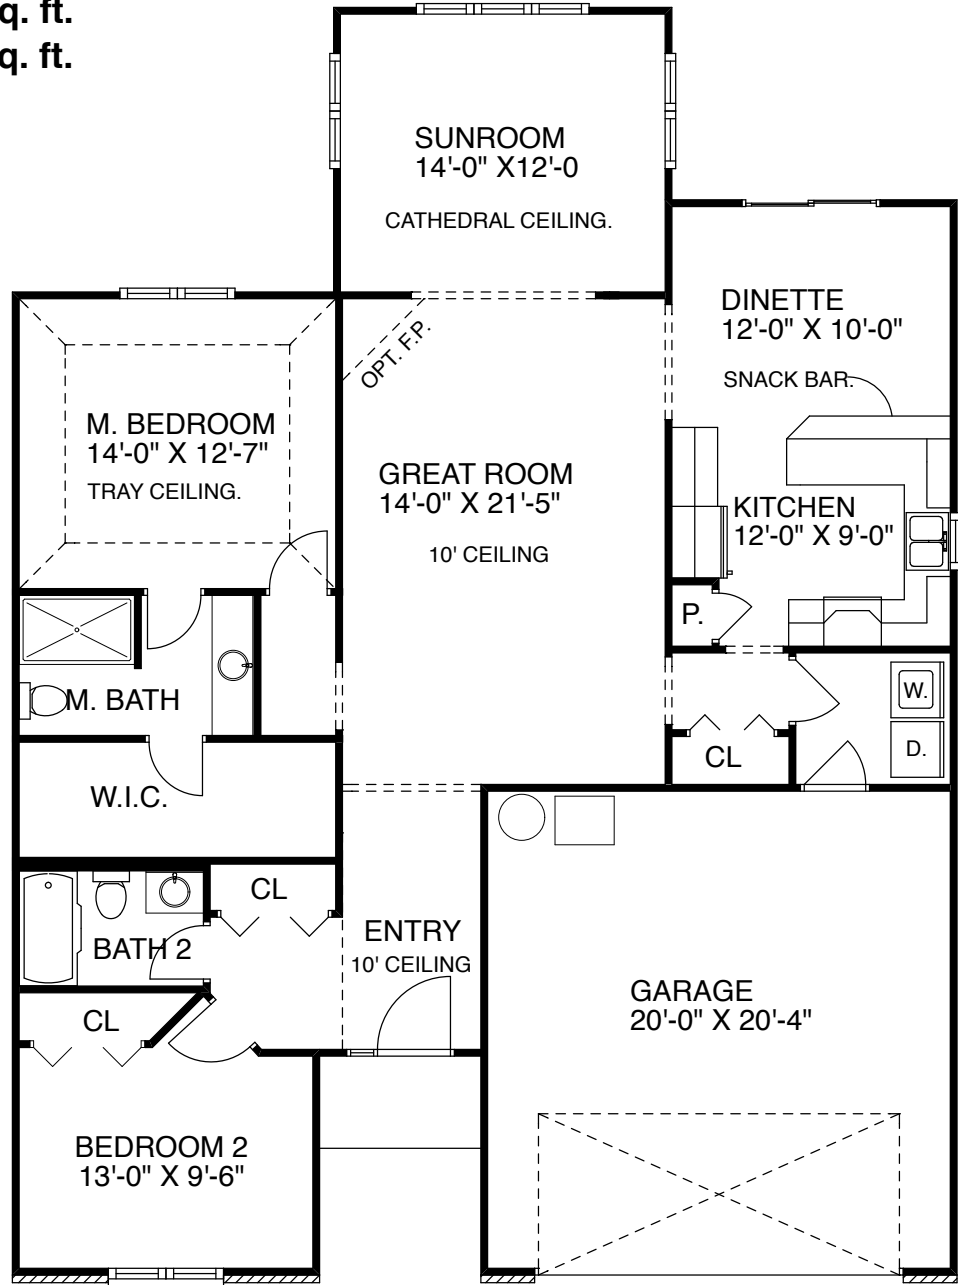 q. ft.
q. ft.
SUNROOM
14'-0" X12'-0
CATHEDRAL CEILING.
DINETTE
12'-0" X 10'-0"
SNACK BAR.
OPT. F.P.
M. BEDROOM
14'-0" X 12'-7"
TRAY CEILING.
GREAT ROOM
14'-0" X 21'-5"
10' CEILING
KITCHEN
12'-0" X 9'-0"
P.
M. BATH
W.
D.
CL
W.I.C.
CL
BATH 2
ENTRY
10' CEILING
CL
GARAGE
20'-0" X 20'-4"
BEDROOM 2
13'-0" X 9'-6"